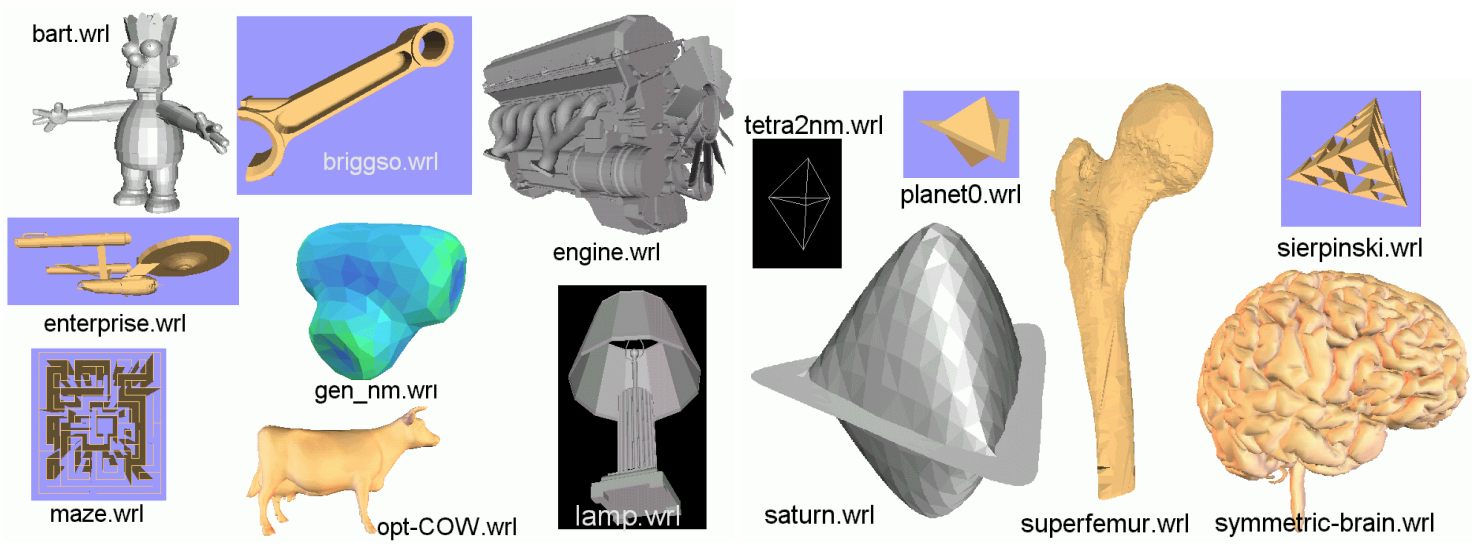 bart.wrl
briggso.wrl
engine.wrl
enterprise.wrl
gen_nm.wrl
maze.wrl
opt-COW.wrl
lamp.wrl
tetra2nm.wrl
planet0.wrl
sierpinski.wrl
saturn.wrl
superfemur.wrl
symmetric-brain.wrl